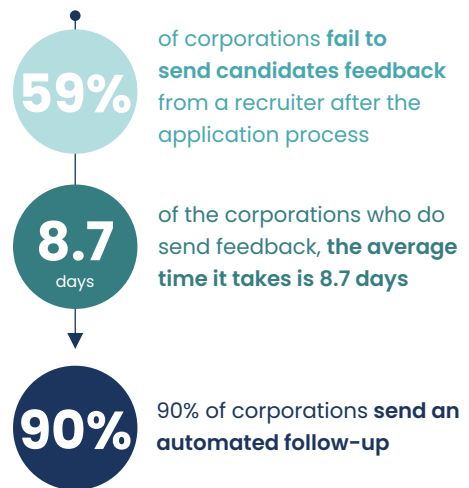 59%
of corporations fail to
send candidates feedback
from a recruiter after the
application process
8.7
days
of the corporations who do
send feedback, the average
time it takes is 8.7 days
90%
90% of corporations send an
automated follow-up